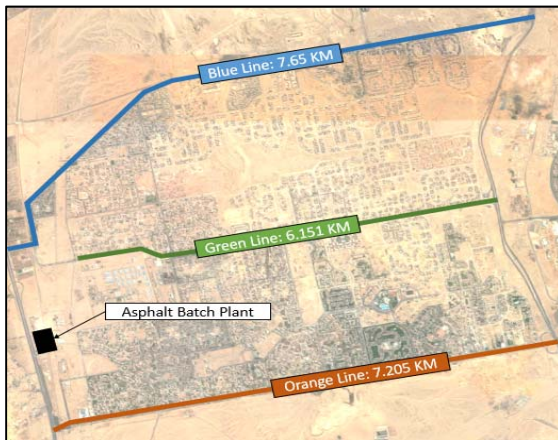 Blue Line: 7.65 KM
Green Line: 6.151 KM
Asphalt Batch Plant
Orange Line: 7.205 KM